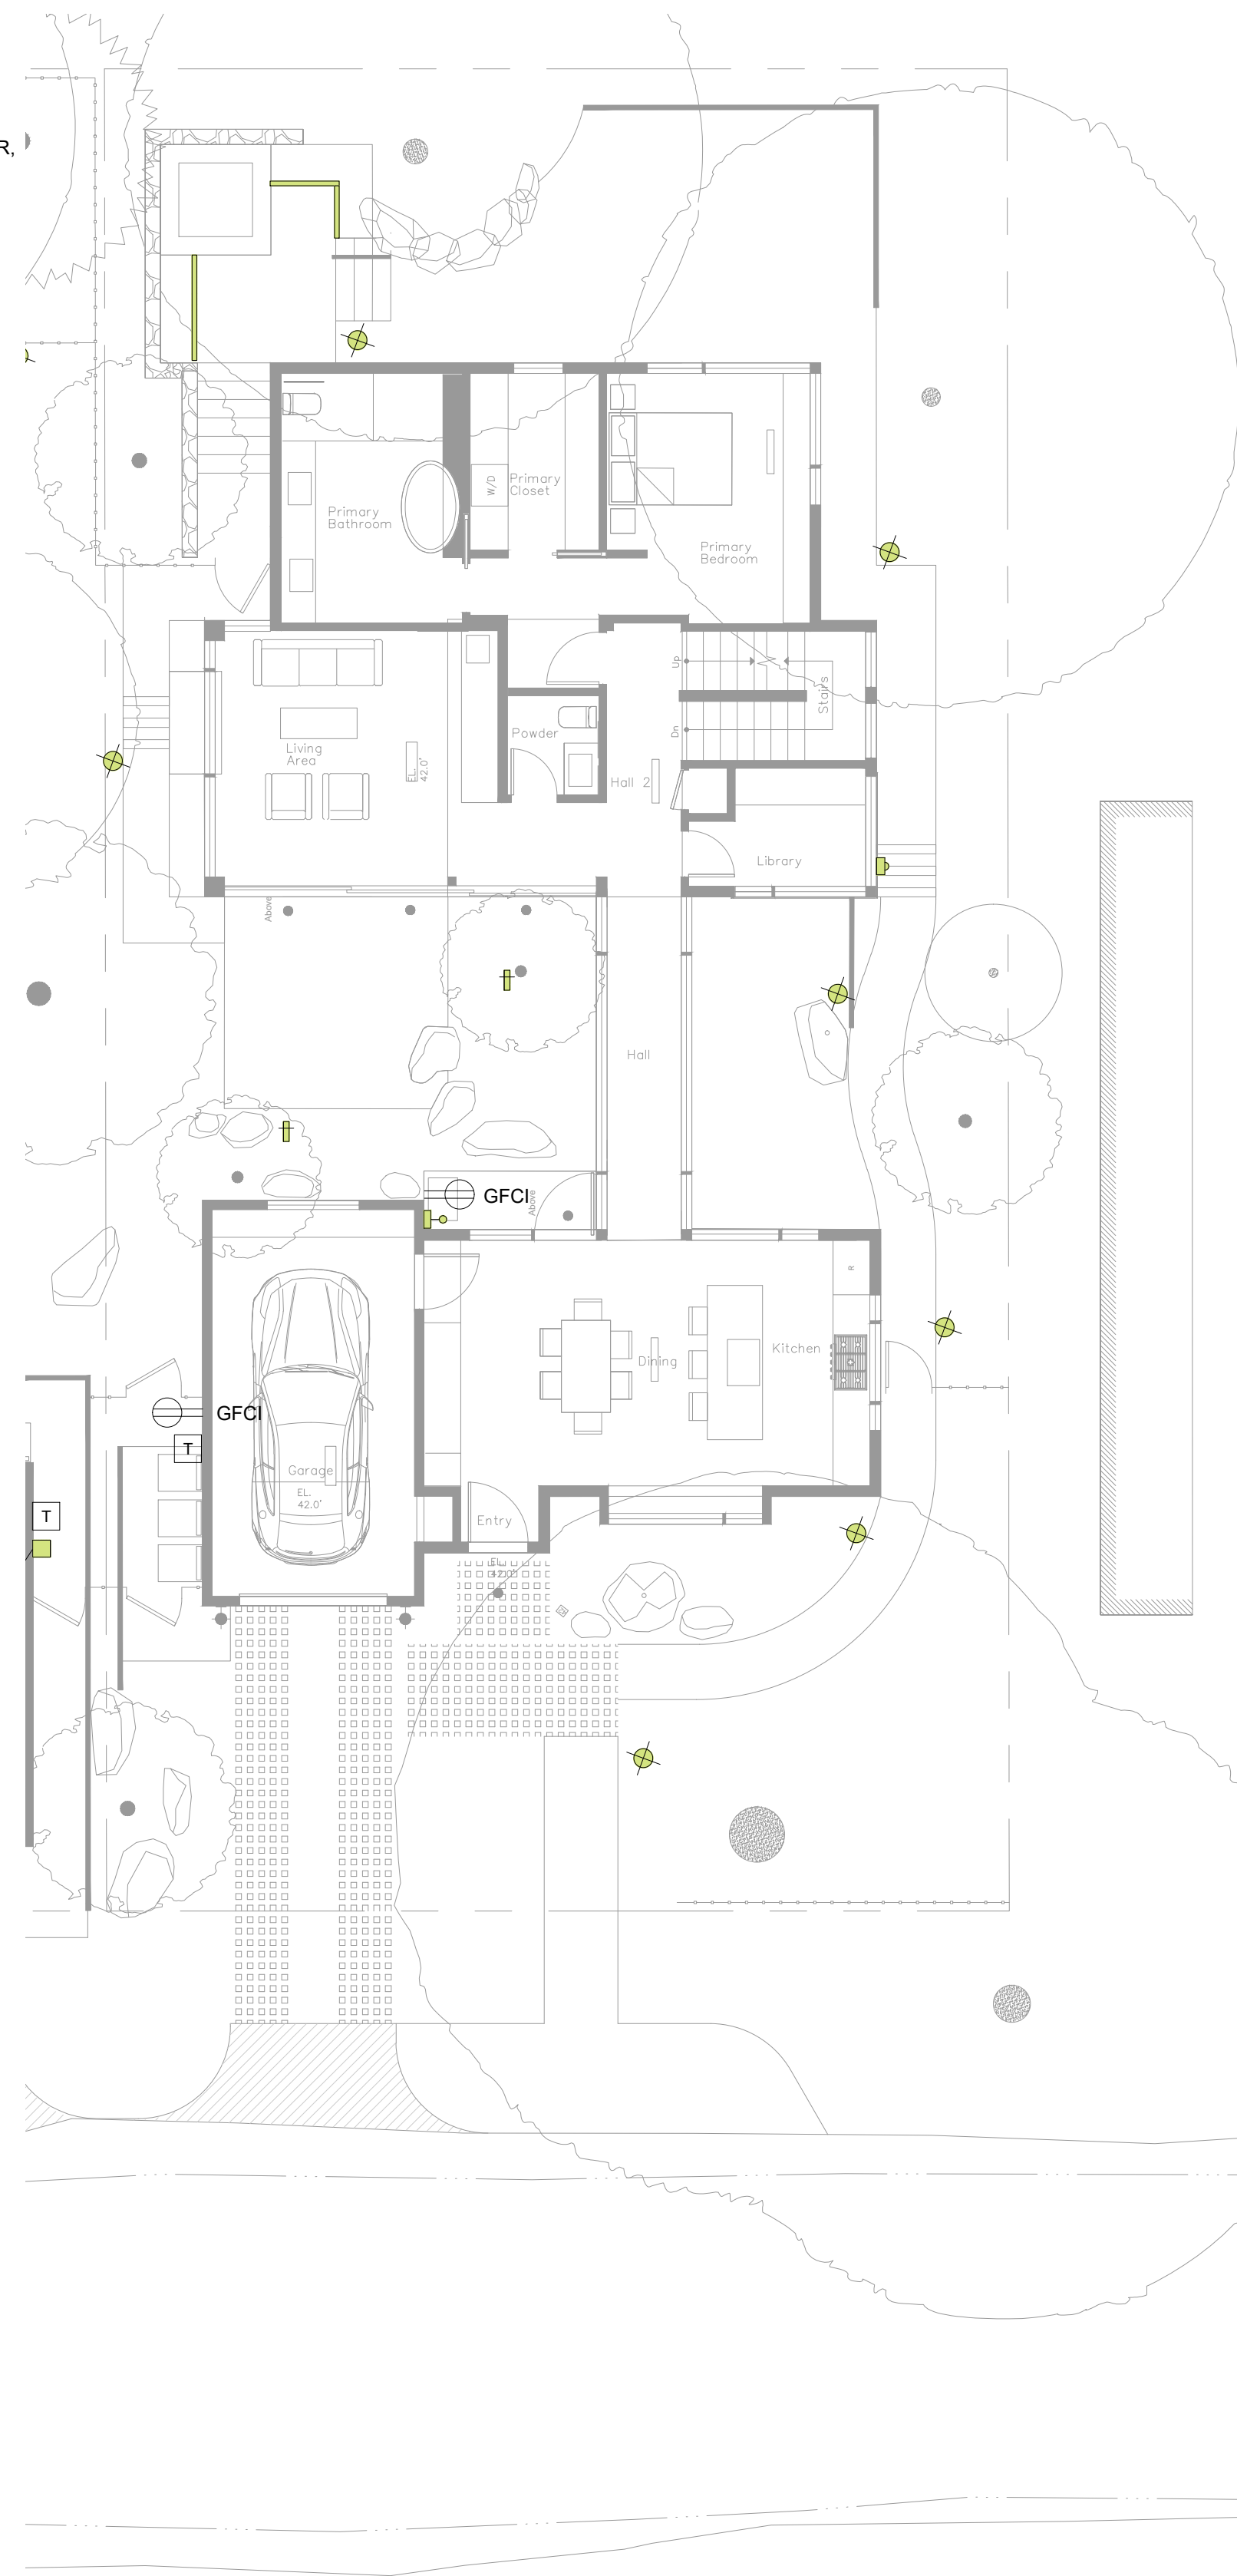 R,
W/D
Primary
Closet
Primary
Bathroom
Primary
Bedroom
Up
Stairs
Dn
Powder
Living
Area
EL.
42.0'
Hall 2
Library
Above
Hall
GFCI
Above
R
Kitchen
Dining
GFCI
T
Garage
EL.
42.0'
T
Entry
EL.
42.0'